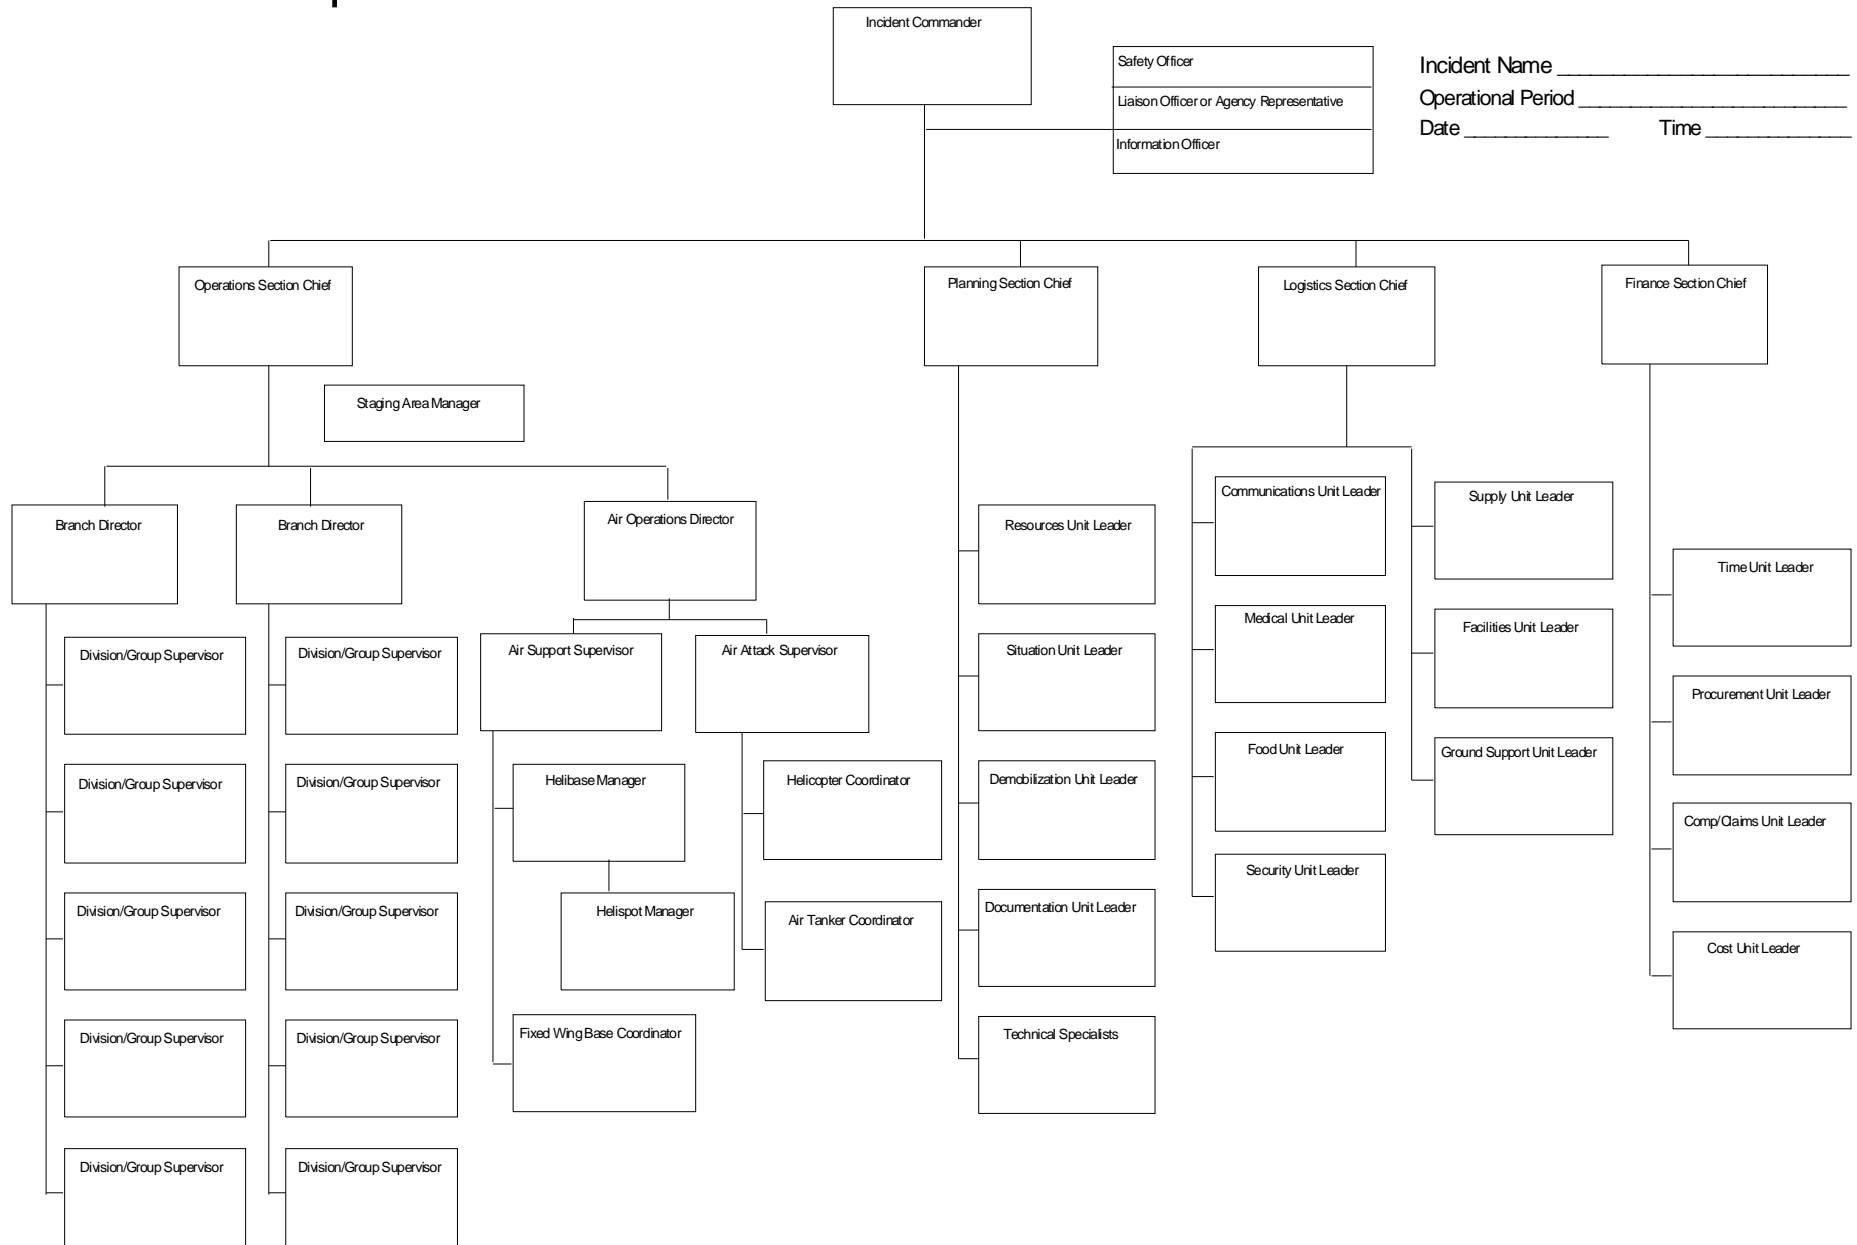 Incident Commander
Safety Officer
Liaison Officer or Agency Representative
Information Officer
Incident Name ___________________________
Operational Period _________________________
Date _____________ Time _____________
Operations Section Chief
Planning Section Chief
Logistics Section Chief
Finance Section Chief
Staging Area Manager
Branch Director
Branch Director
Air Operations Director
Division/Group Supervisor
Division/Group Supervisor
Division/Group Supervisor
Division/Group Supervisor
Division/Group Supervisor
Division/Group Supervisor
Division/Group Supervisor
Division/Group Supervisor
Division/Group Supervisor
Division/Group Supervisor
Air Support Supervisor
Air Attack Supervisor
Helibase Manager
Helispot Manager
Fixed Wing Base Coordinator
Helicopter Coordinator
Air Tanker Coordinator
Resources Unit Leader
Situation Unit Leader
Demobilization Unit Leader
Documentation Unit Leader
Technical Specialists
Communications Unit Leader
Medical Unit Leader
Food Unit Leader
Security Unit Leader
Supply Unit Leader
Facilities Unit Leader
Ground Support Unit Leader
Time Unit Leader
Procurement Unit Leader
Comp/Claims Unit Leader
Cost Unit Leader